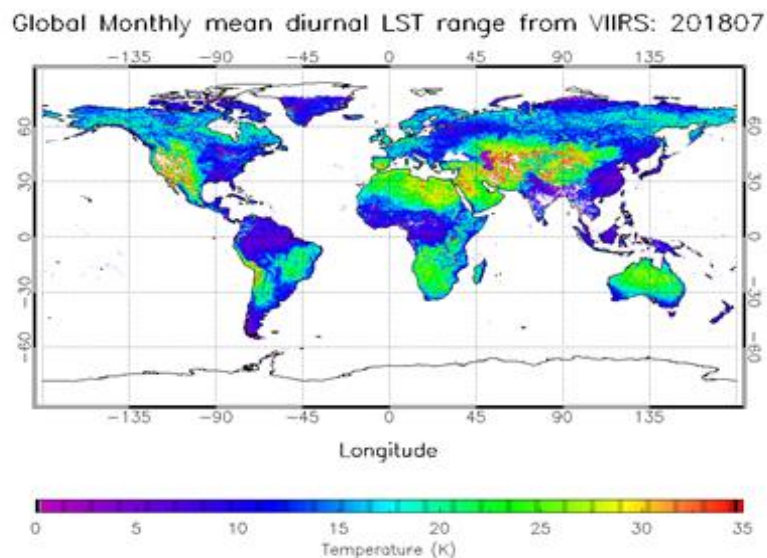 Global Monthly mean diurnal LST range from VIIRS: 201807
-135 -90 -45 0 45 90 135
60 60
30 30
0 0
-30 -30
-60 -60
-135 -90 -45 0 45 90 135
Longitude
0 5 10 15 20 25 30 35
Temperature (K)